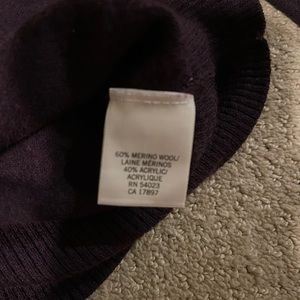 60% MERINO WOOL/
LAINE MÉRINOS
40% ACRYLIC/
ACRYLIQUE
RN 54023
CA 17897